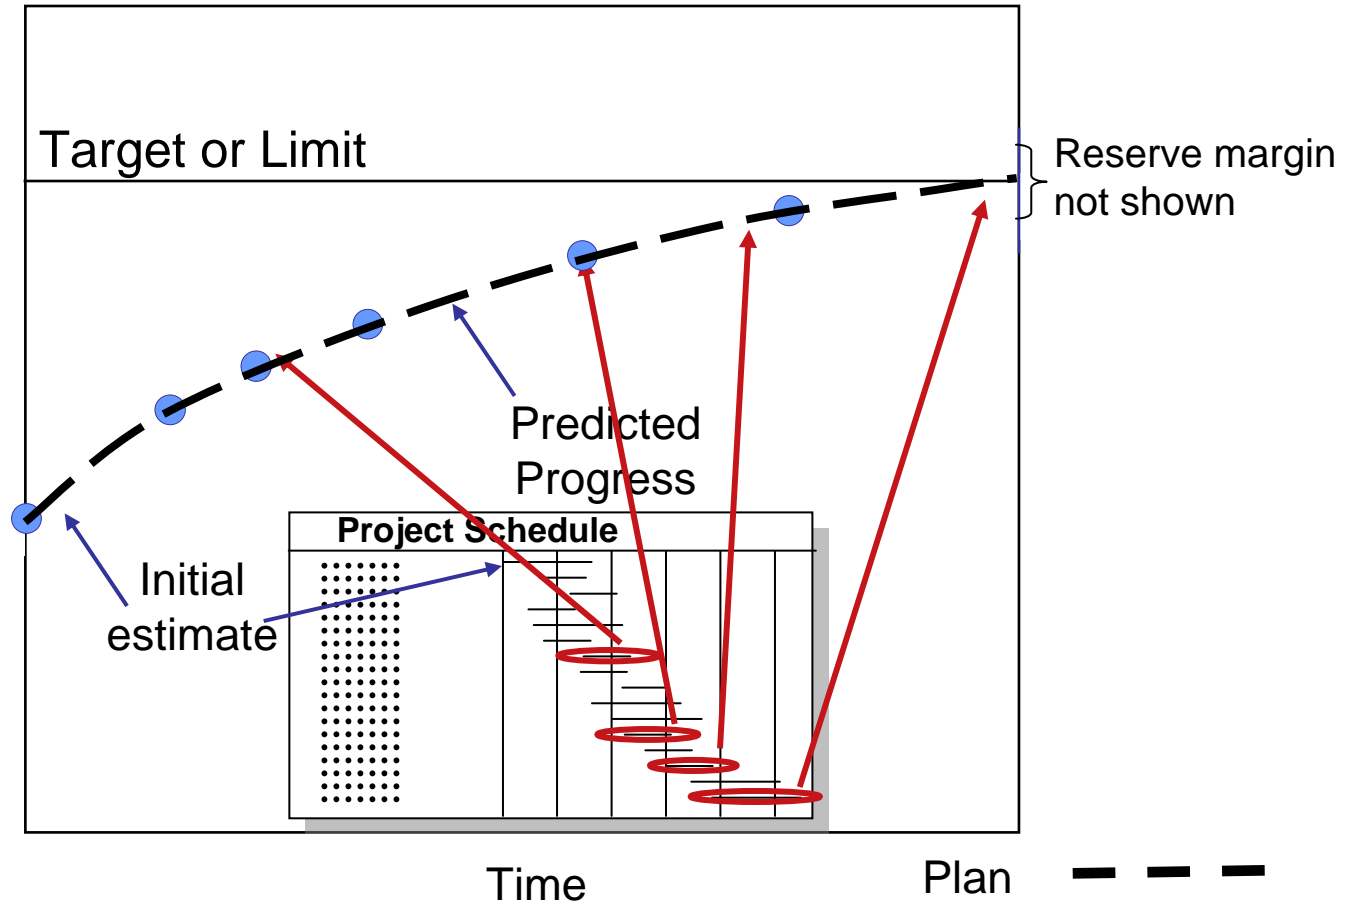 Target or Limit
Reserve margin
not shown
Predicted
Progress
Project Schedule
Initial
estimate
Time
Plan